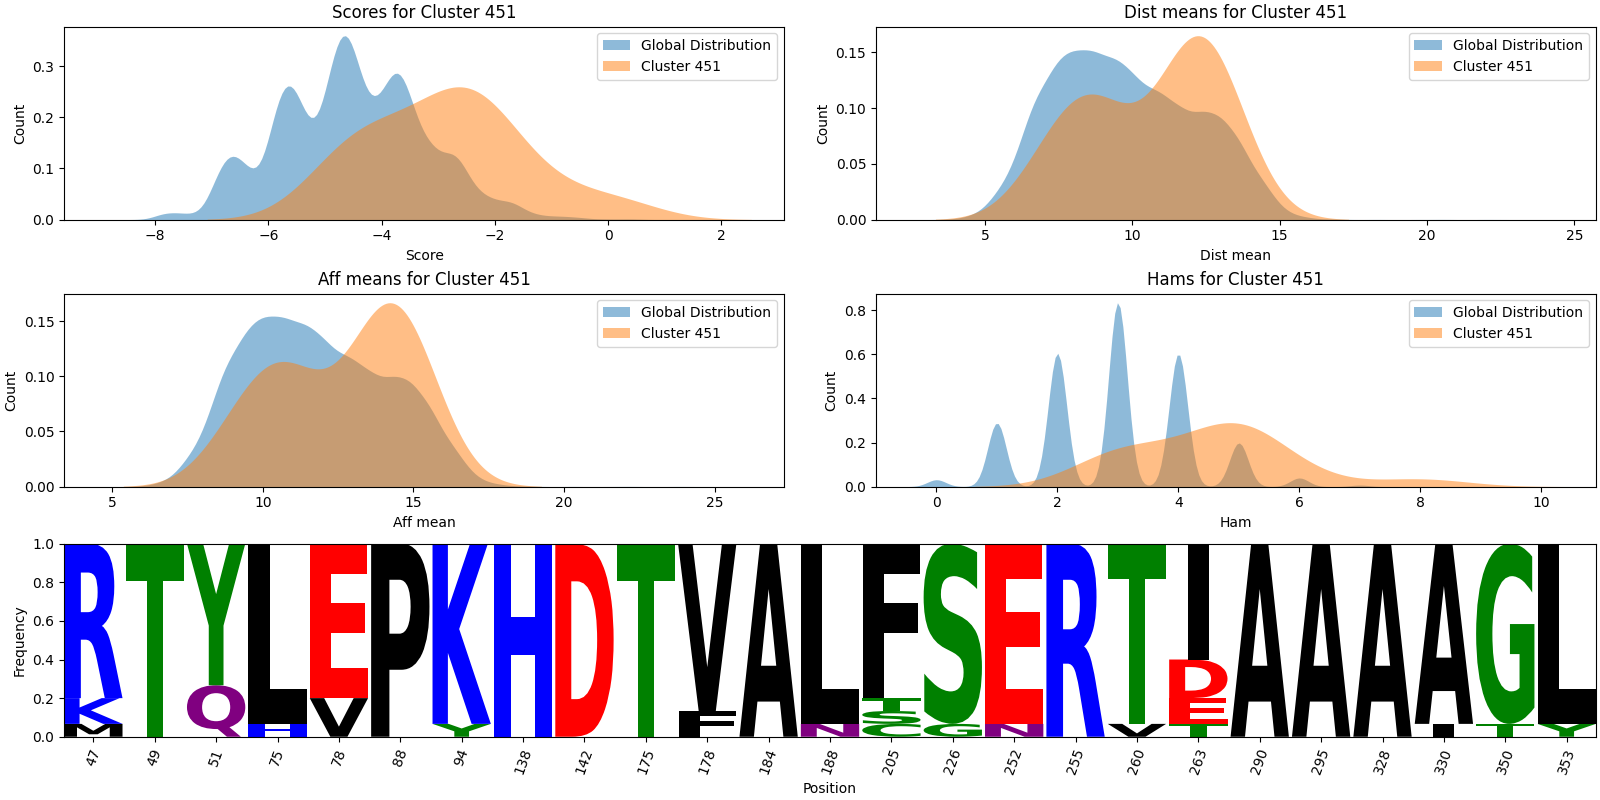 Scores for Cluster 451
Count
0.3
0.2
0.1
0.0
Global Distribution
Cluster 451
−8
−6
−4
−2
0
2
Score
Dist means for Cluster 451
Count
0.15
0.10
0.05
0.00
Global Distribution
Cluster 451
5
10
15
20
25
Dist mean
Aff means for Cluster 451
Count
0.15
0.10
0.05
0.00
Global Distribution
Cluster 451
5
10
15
20
25
Aff mean
Hams for Cluster 451
Count
0.8
0.6
0.4
0.2
0.0
Global Distribution
Cluster 451
0
2
4
6
8
10
Ham
Frequency
1.0
0.8
0.6
0.4
0.2
0.0
R T Y L E P K H D T V A L F S E R T I A A A A G L
K Q H V Y I N T G N V D I T Y
M S E
C T
47 49 51 75 78 88 94 138 142 175 178 184 188 205 226 252 255 260 263 290 295 328 330 350 353
Position